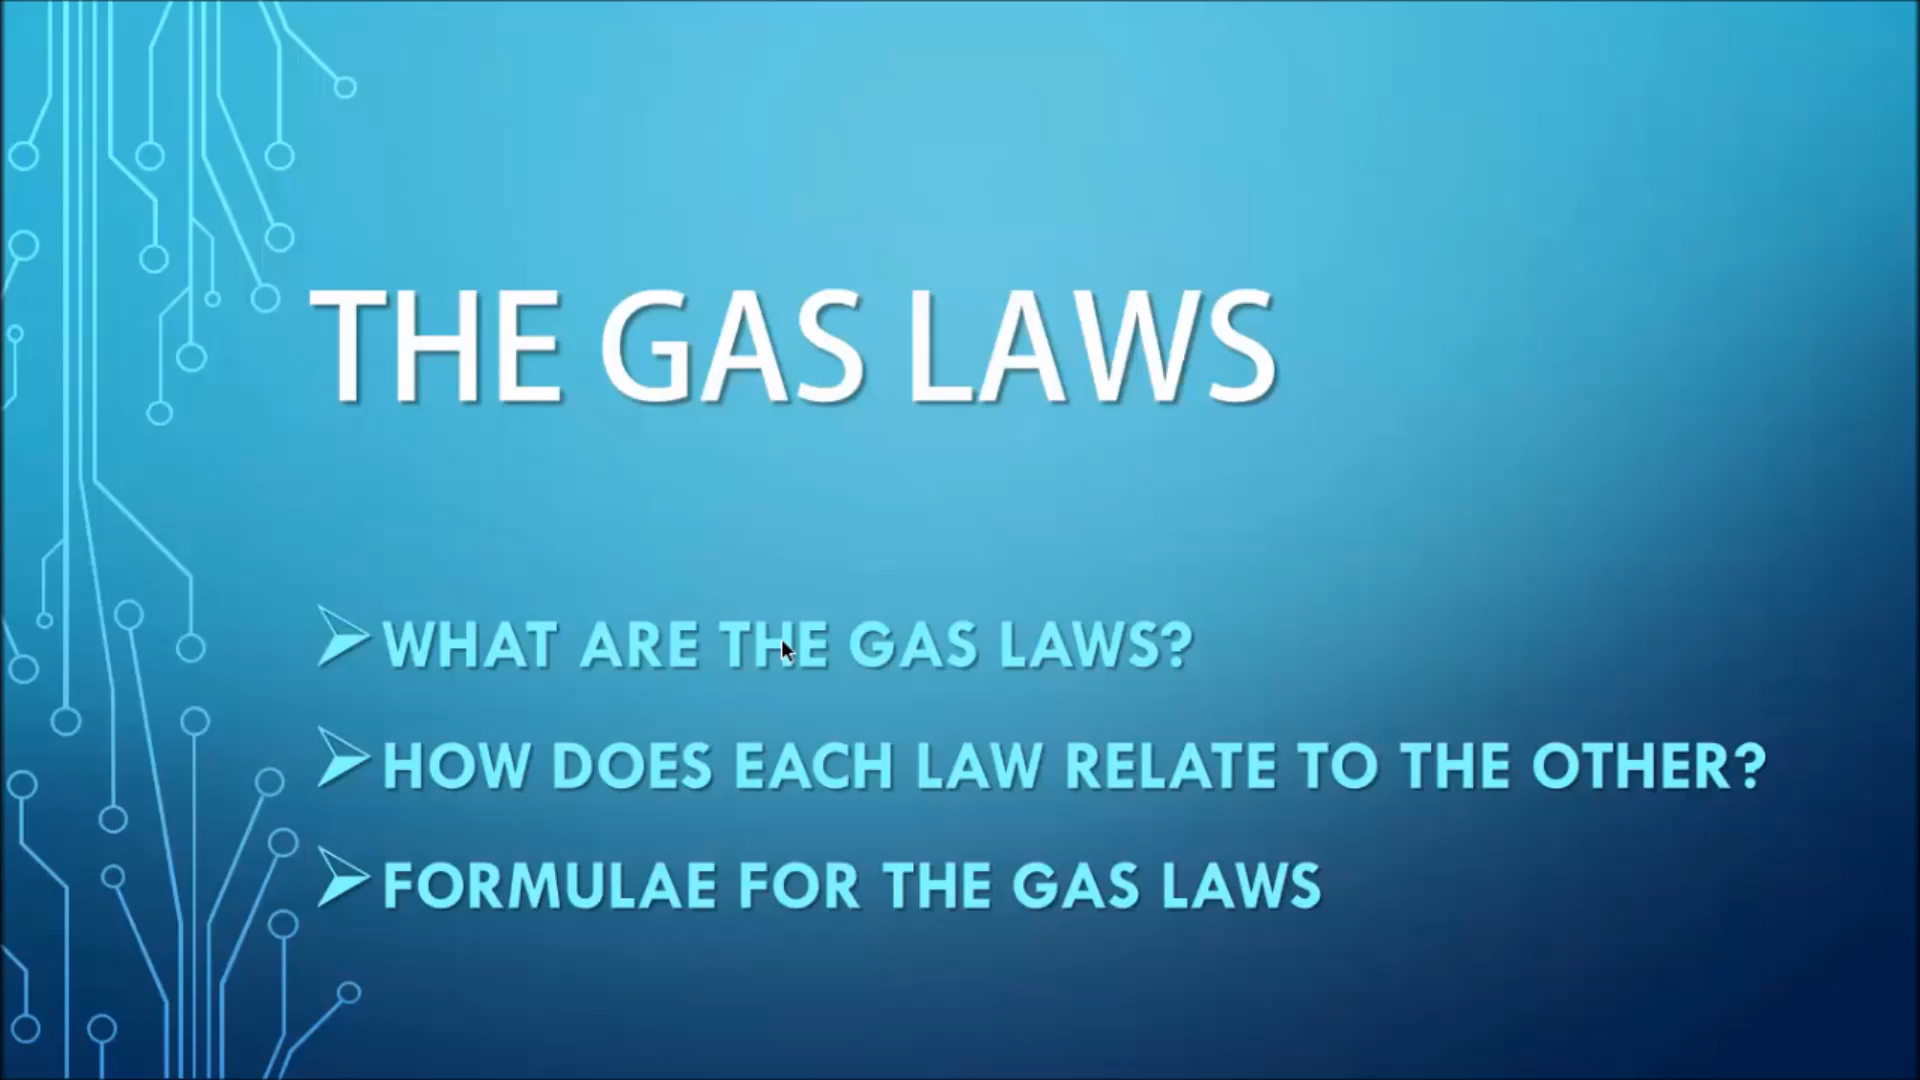 THE GAS LAWS
WHAT ARE THE GAS LAWS?
HOW DOES EACH LAW RELATE TO THE OTHER?
FORMULAE FOR THE GAS LAWS